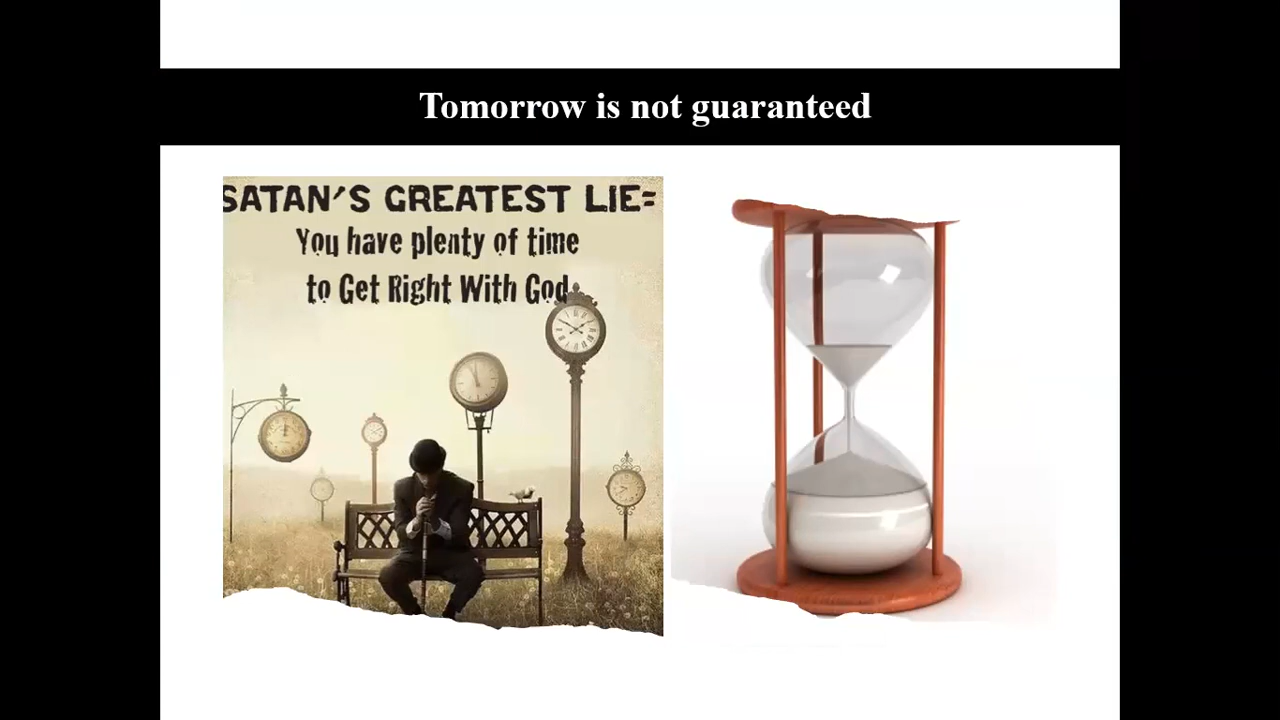 Tomorrow is not guaranteed
SATAN'S GREATEST LIE=
You have plenty of time
to Get Right With God